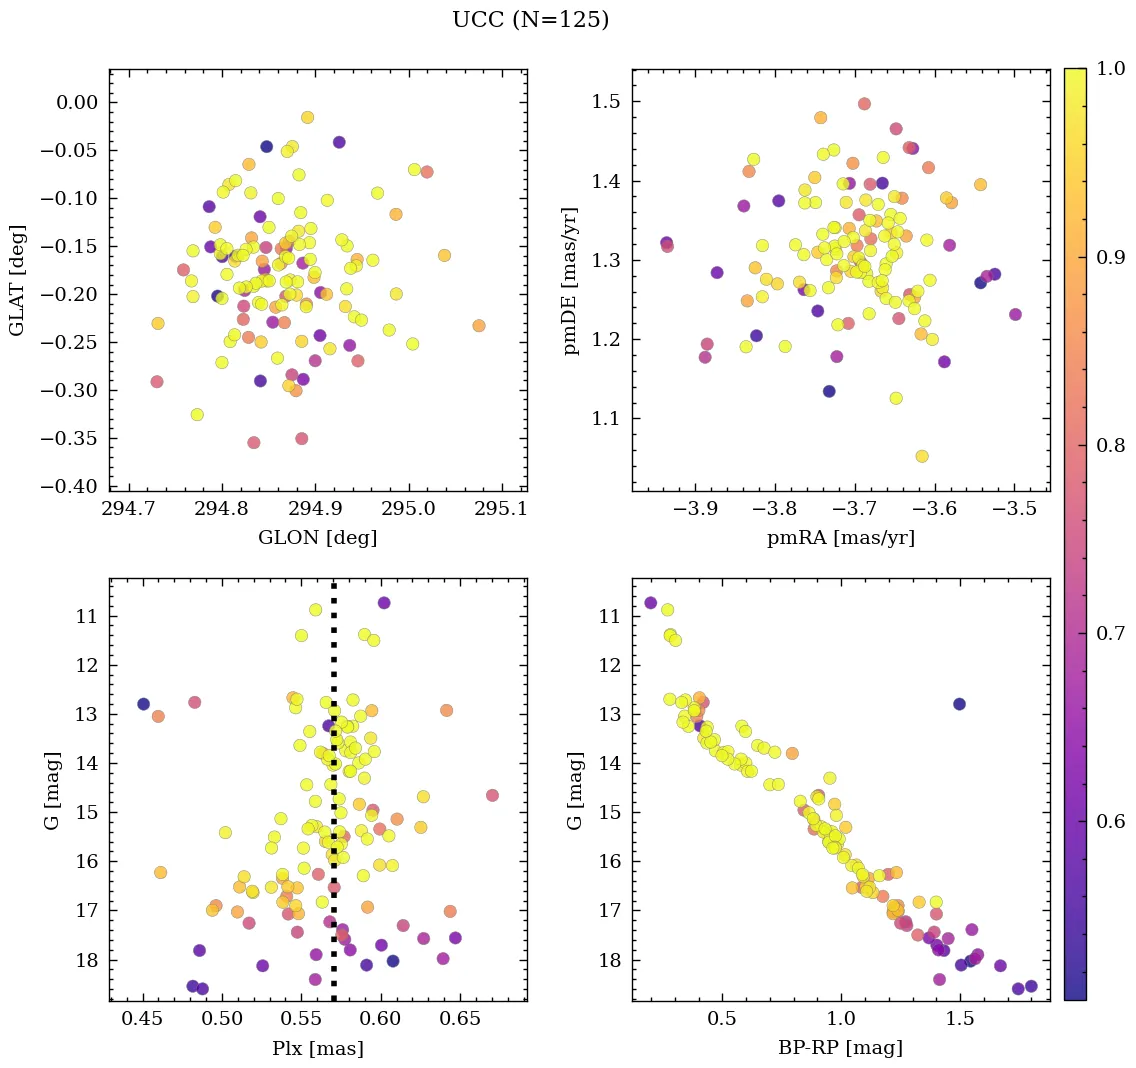 UCC (N=125)
0.00
−0.05
−0.10
−0.15
−0.20
−0.25
−0.30
−0.35
−0.40
GLAT [deg]
294.7 294.8 294.9 295.0 295.1
GLON [deg]
1.5
1.4
1.3
1.2
1.1
pmDE [mas/yr]
−3.9 −3.8 −3.7 −3.6 −3.5
pmRA [mas/yr]
11
12
13
14
15
16
17
18
G [mag]
0.45 0.50 0.55 0.60 0.65
Plx [mas]
11
12
13
14
15
16
17
18
G [mag]
0.5 1.0 1.5
BP-RP [mag]
1.0
0.9
0.8
0.7
0.6